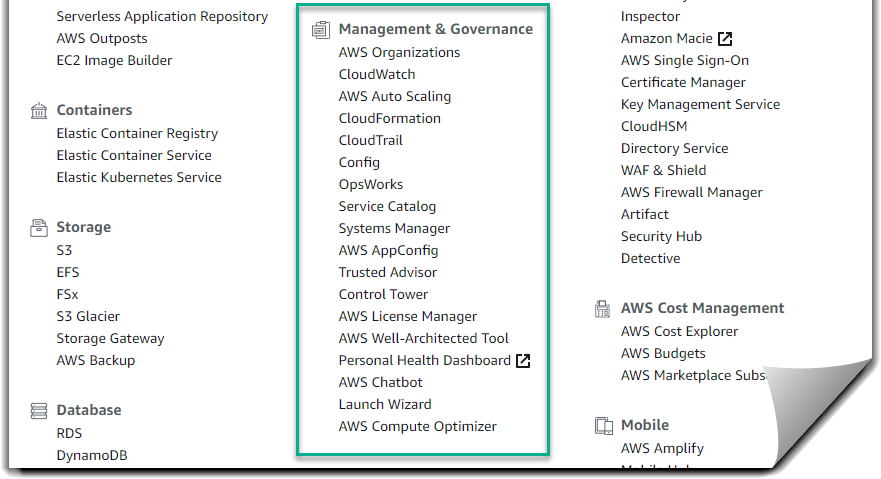 Serverless Application Repository
AWS Outposts
EC2 Image Builder
Containers
Elastic Container Registry
Elastic Container Service
Elastic Kubernetes Service
Storage
S3
EFS
FSx
S3 Glacier
Storage Gateway
AWS Backup
Database
RDS
DynamoDB
Management & Governance
AWS Organizations
CloudWatch
AWS Auto Scaling
CloudFormation
CloudTrail
Config
OpsWorks
Service Catalog
Systems Manager
AWS AppConfig
Trusted Advisor
Control Tower
AWS License Manager
AWS Well-Architected Tool
Personal Health Dashboard
AWS Chatbot
Launch Wizard
AWS Compute Optimizer
Inspector
Amazon Macie
AWS Single Sign-On
Certificate Manager
Key Management Service
CloudHSM
Directory Service
WAF & Shield
AWS Firewall Manager
Artifact
Security Hub
Detective
AWS Cost Management
AWS Cost Explorer
AWS Budgets
AWS Marketplace
Mobile
AWS Amplify